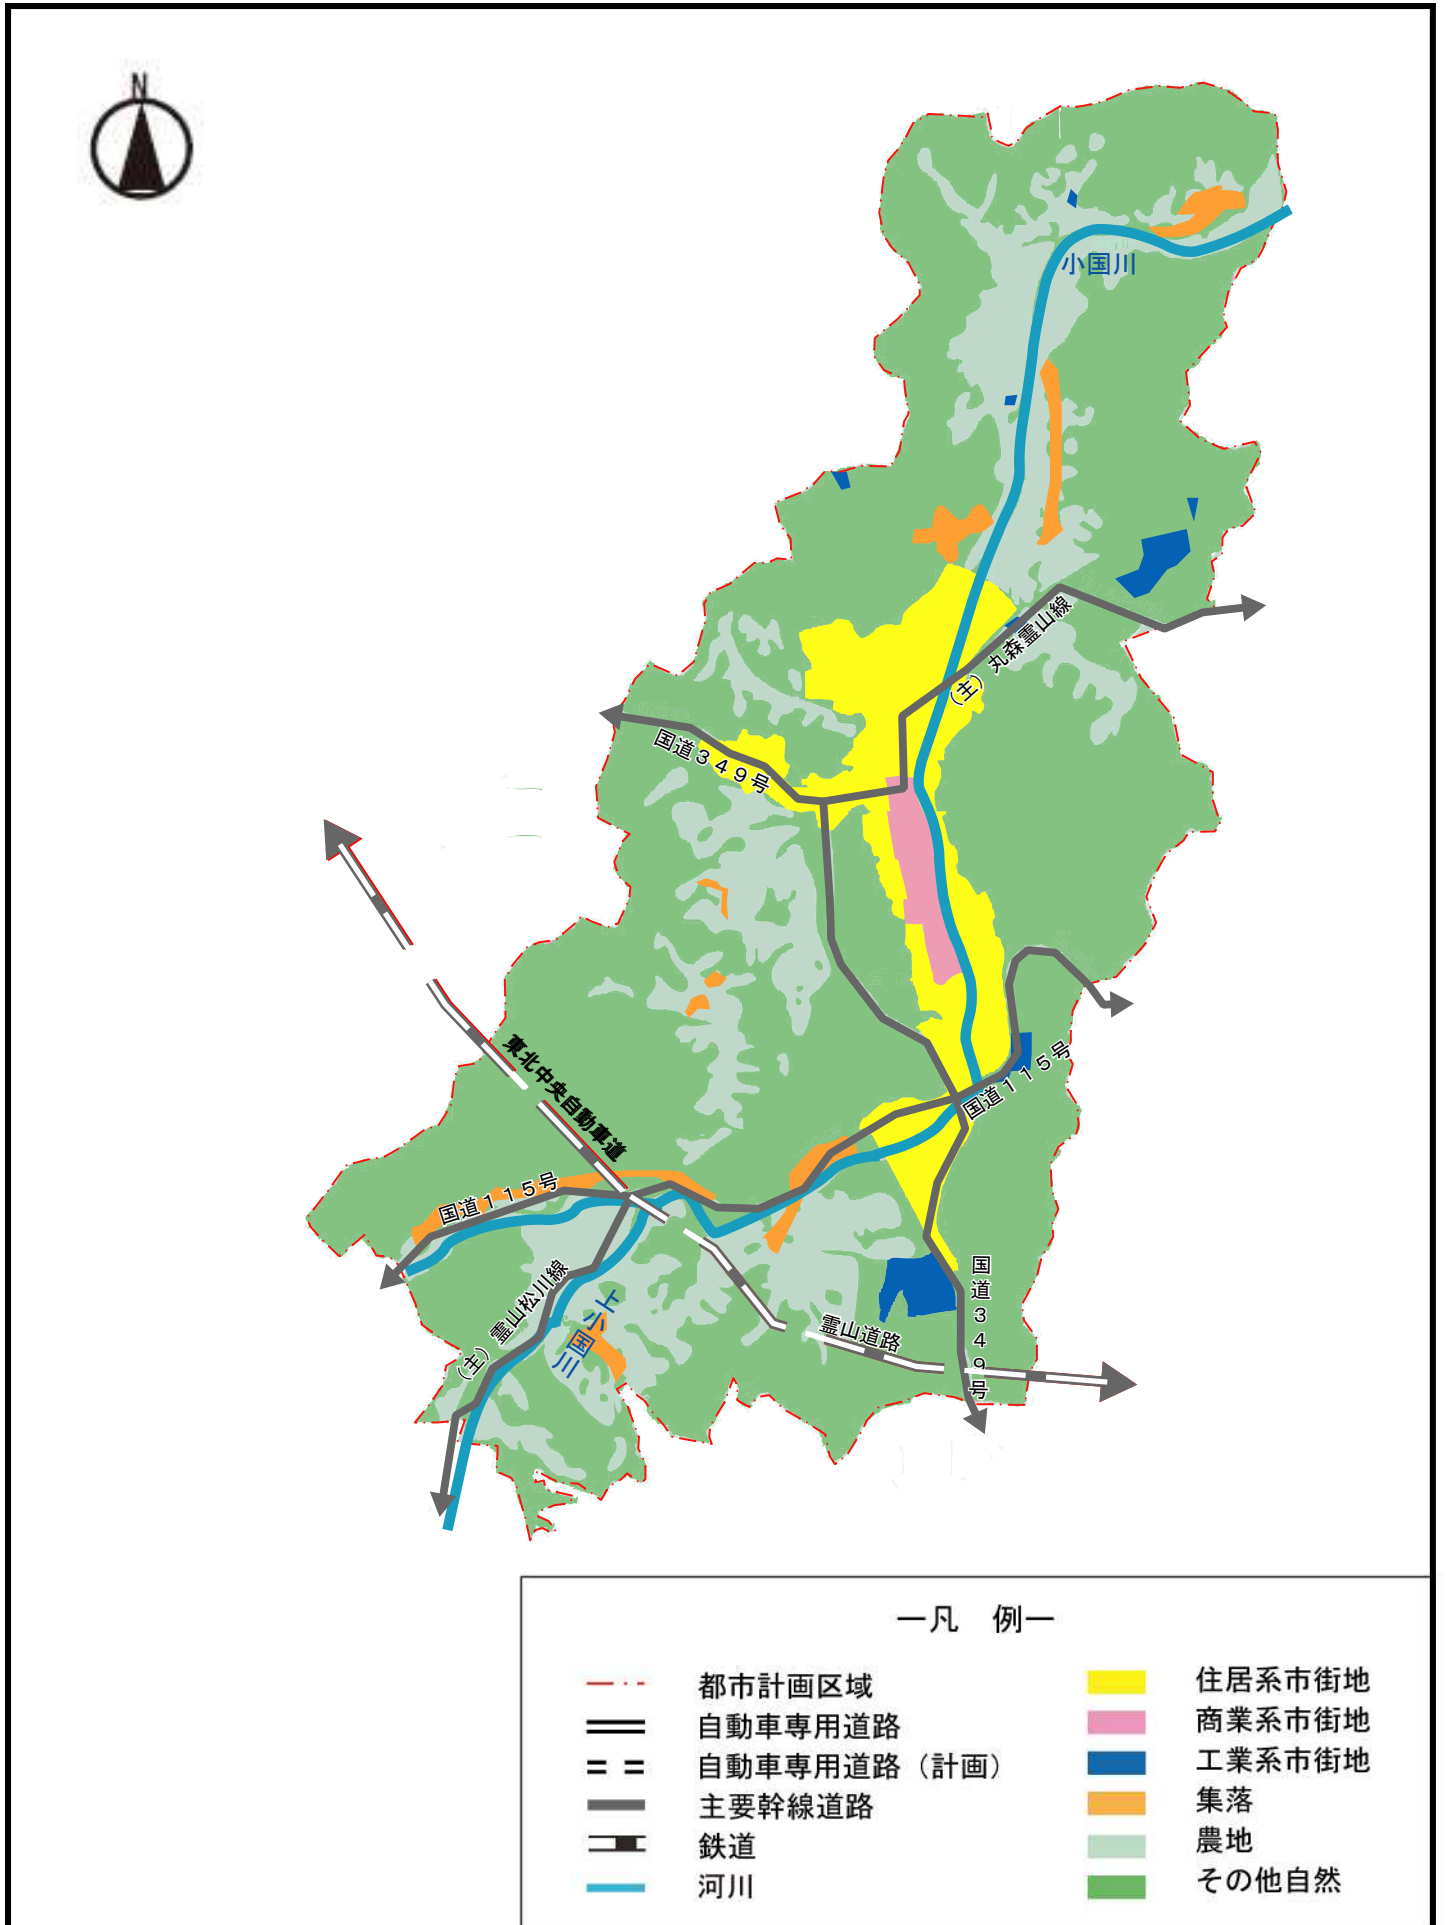 N
小国川
(主) 丸森霊山線
国道３４９号
東北中央自動車道
国道１１５号
国道１１５号
(主) 霊山松川線
上小国川
霊山道路
国道３４９号
―凡　例―
都市計画区域
自動車専用道路
自動車専用道路（計画）
主要幹線道路
鉄道
河川
住居系市街地
商業系市街地
工業系市街地
集落
農地
その他自然